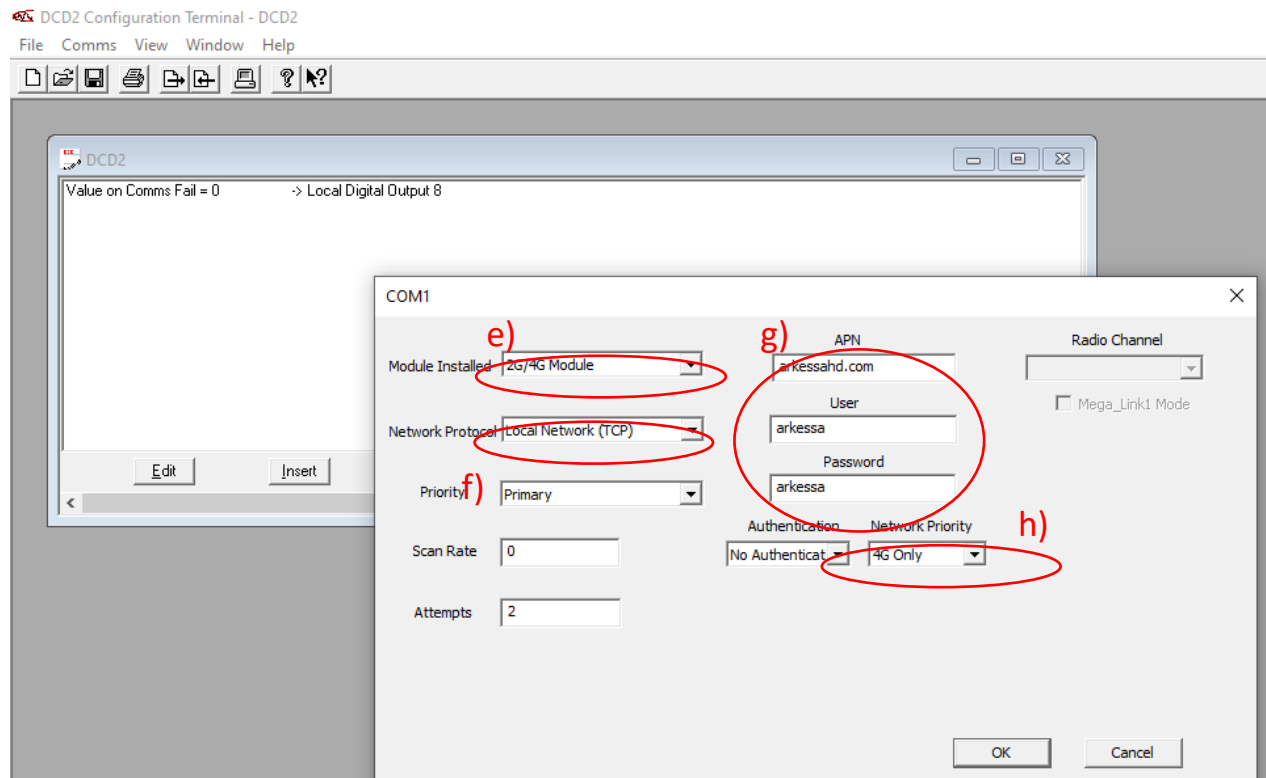 DCD2 Configuration Terminal - DCD2
File Comms View Window Help
DCD2
Value on Comms Fail = 0 -> Local Digital Output 8
Edit Insert
COM1
e) g) APN Radio Channel
Module Installed 2G/4G Module arkessahd.com
User Mega_Link1 Mode
Network Protocol Local Network (TCP) arkessa
Password
Priority f) Primary arkessa
Authentication Network Priority h)
Scan Rate 0 No Authenticat 4G Only
Attempts 2
OK Cancel